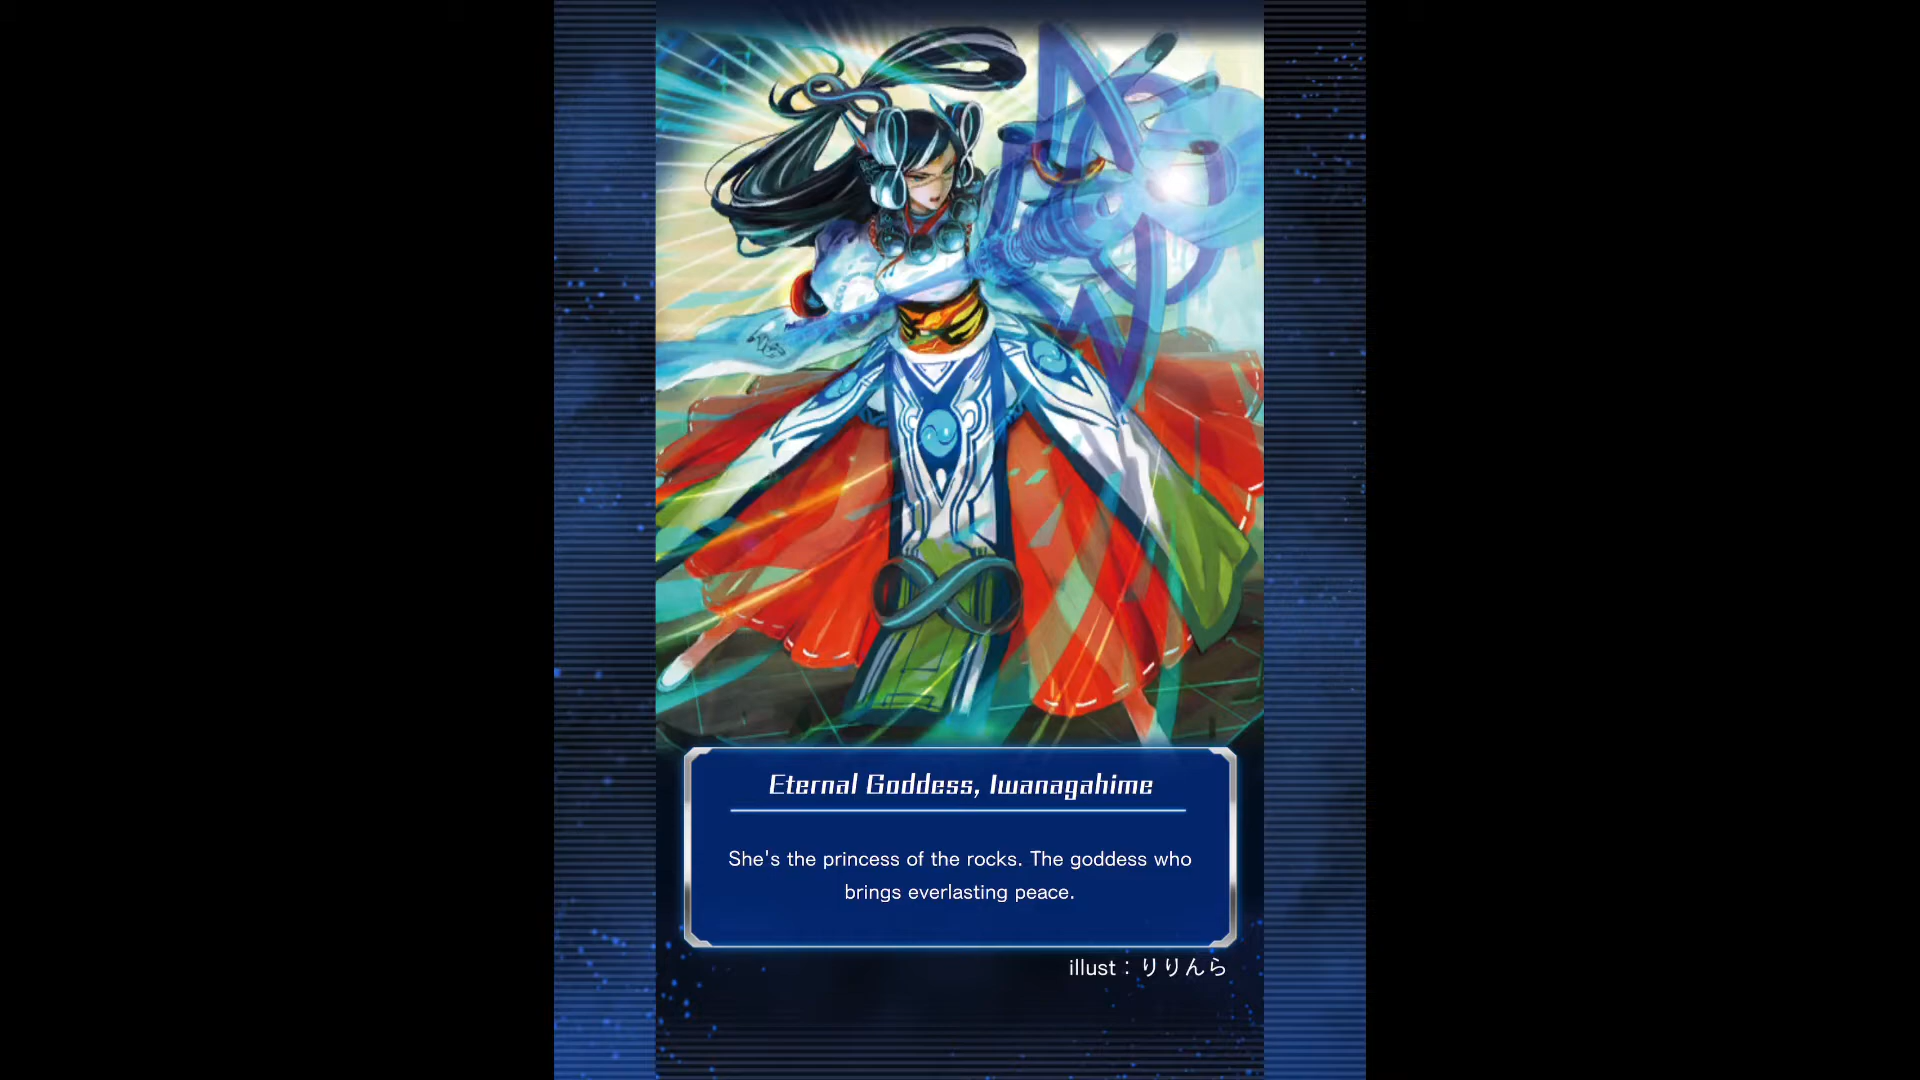 Eternal Goddess, Iwanagahime
She's the princess of the rocks. The goddess who
brings everlasting peace.
illust：りりんら